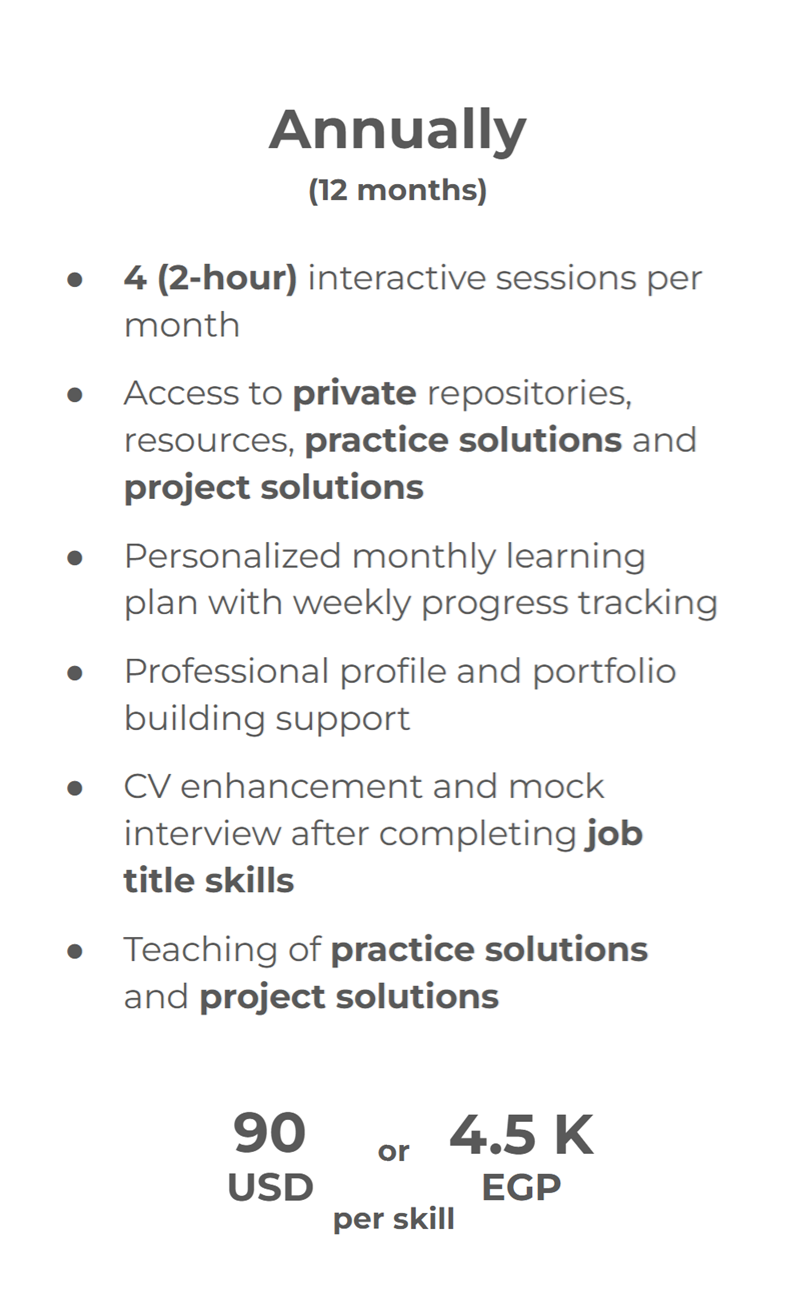 Annually
(12 months)
● 4 (2-hour) interactive sessions per
month
● Access to private repositories,
resources, practice solutions and
project solutions
● Personalized monthly learning
plan with weekly progress tracking
● Professional profile and portfolio
building support
● CV enhancement and mock
interview after completing job
title skills
● Teaching of practice solutions
and project solutions
90 or 4.5 K
USD EGP
per skill